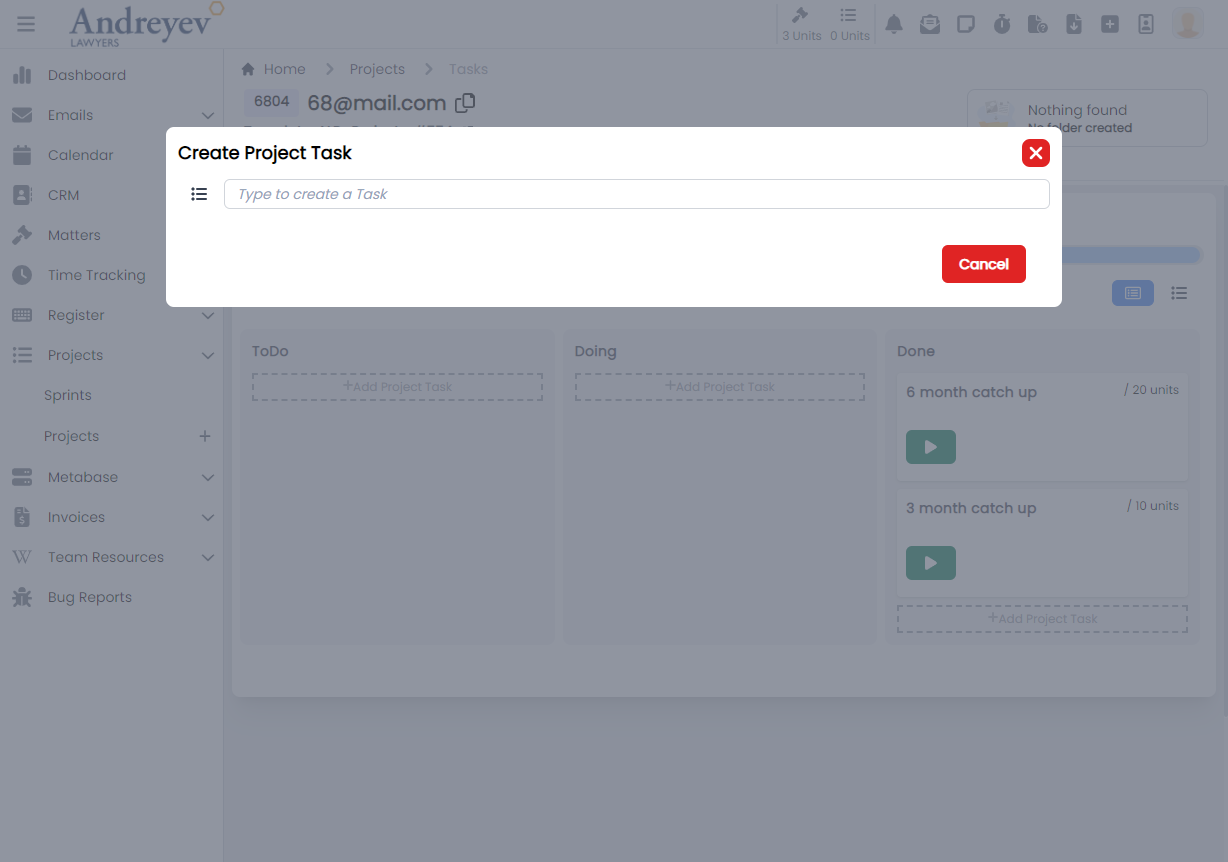 Andreyev
LAWYERS
3 Units 0 Units
Dashboard
Emails
Calendar
CRM
Matters
Time Tracking
Register
Projects
Sprints
Projects
Metabase
Invoices
Team Resources
Bug Reports
Home Projects Tasks
6804 68@mail.com
Nothing found
No folder created
Create Project Task
Type to create a Task
Cancel
ToDo
+Add Project Task
Doing
+Add Project Task
Done
6 month catch up / 20 units
3 month catch up / 10 units
+Add Project Task